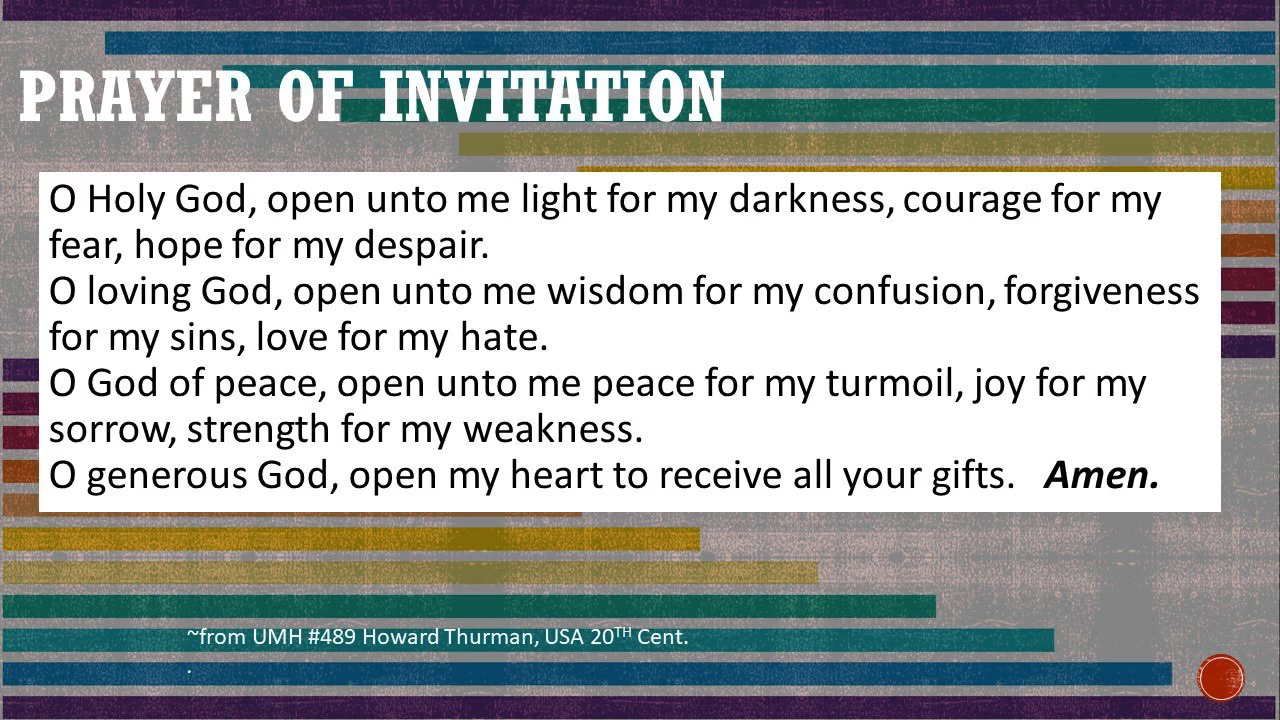 PRAYER OF INVITATION
O Holy God, open unto me light for my darkness, courage for my
fear, hope for my despair.
O loving God, open unto me wisdom for my confusion, forgiveness
for my sins, love for my hate.
O God of peace, open unto me peace for my turmoil, joy for my
sorrow, strength for my weakness.
O generous God, open my heart to receive all your gifts.   Amen.
~from UMH #489 Howard Thurman, USA 20TH Cent.
.